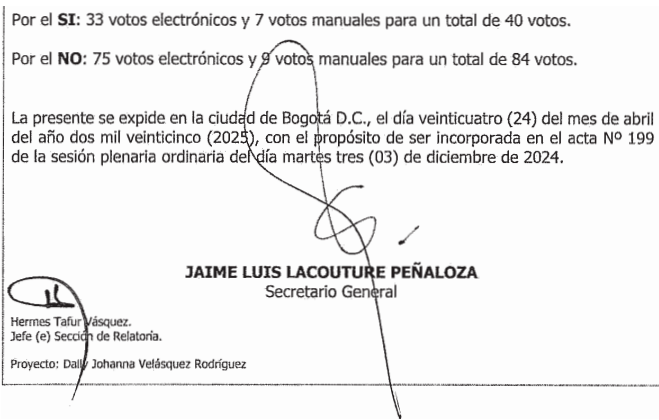 Por el SI: 33 votos electrónicos y 7 votos manuales para un total de 40 votos.
Por el NO: 75 votos electrónicos y 9 votos manuales para un total de 84 votos.
La presente se expide en la ciudad de Bogotá D.C., el día veinticuatro (24) del mes de abril
del año dos mil veinticinco (2025), con el propósito de ser incorporada en el acta Nº 199
de la sesión plenaria ordinaria del día martes tres (03) de diciembre de 2024.
JAIME LUIS LACOUTURE PEÑALOZA
Secretario General
Hermes Tafur Vásquez.
Jefe (e) Sección de Relatoría.
Proyecto: Dally Johanna Velásquez Rodríguez